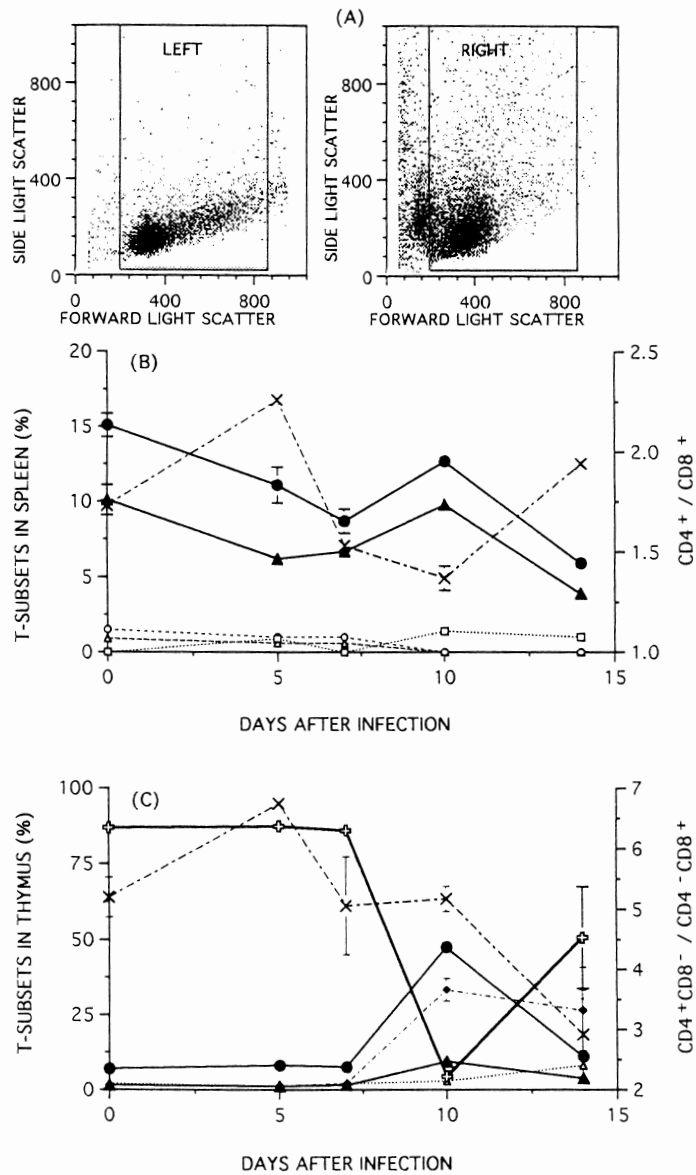 (A)
LEFT
RIGHT
SIDE LIGHT SCATTER
800
400
0
0
400
800
FORWARD LIGHT SCATTER
SIDE LIGHT SCATTER
800
400
0
0
400
800
FORWARD LIGHT SCATTER
(B)
T-SUBSETS IN SPLEEN (%)
20
15
10
5
0
2.5
2.0
1.5
1.0
CD4+ / CD8 +
0
5
10
15
DAYS AFTER INFECTION
(C)
T-SUBSETS IN THYMUS (%)
100
75
50
25
0
7
6
5
4
3
2
CD4+CD8- / CD4 -CD8+
0
5
10
15
DAYS AFTER INFECTION